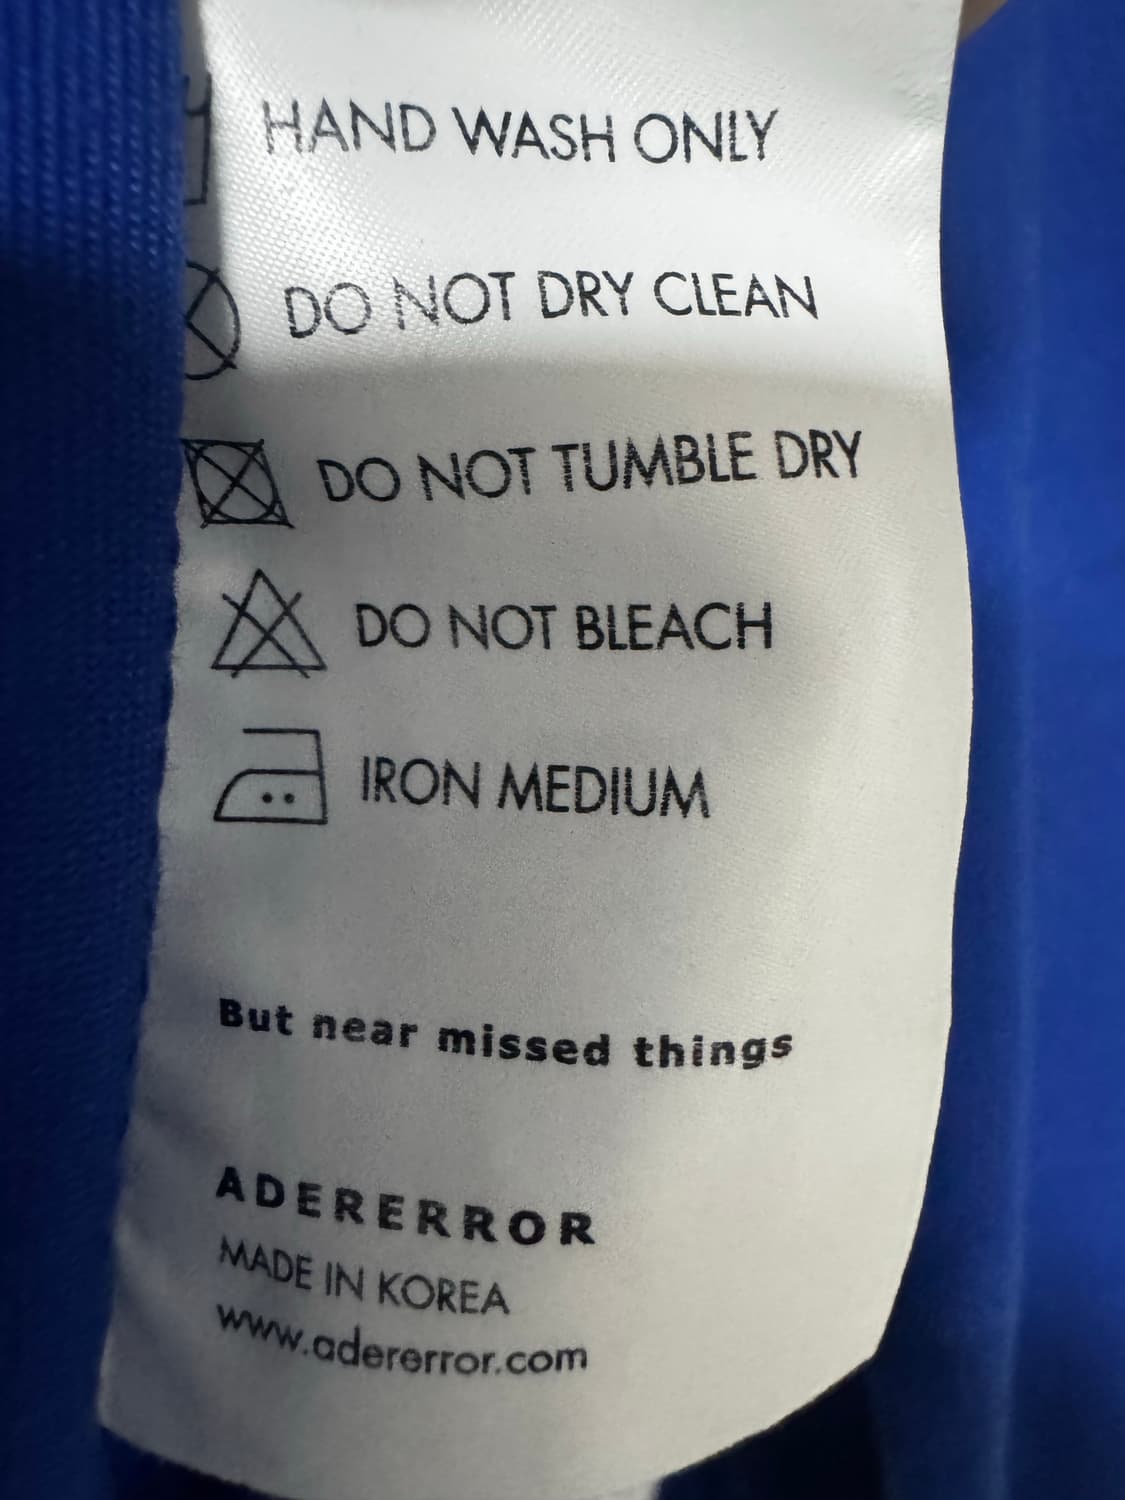 HAND WASH ONLY
DO NOT DRY CLEAN
DO NOT TUMBLE DRY
DO NOT BLEACH
IRON MEDIUM
But near missed things
ADERERROR
MADE IN KOREA
www.adererror.com